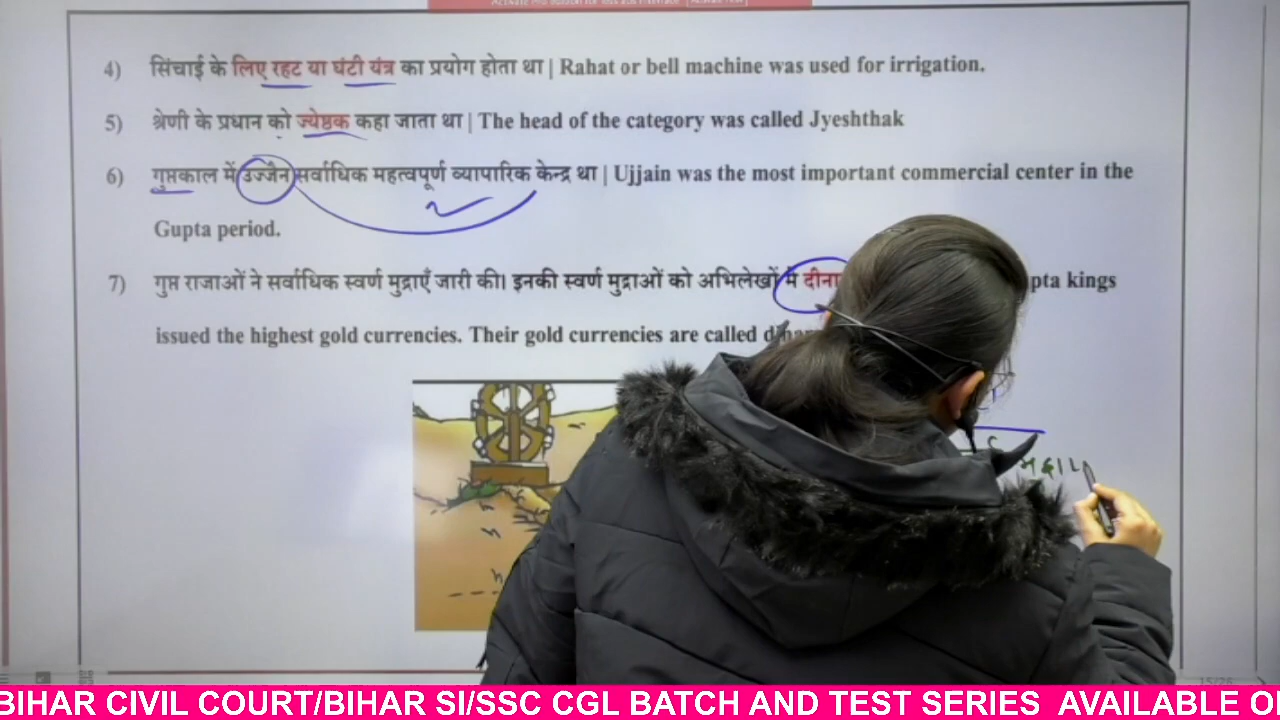 4) सिंचाई के लिए रहट या घंटी यंत्र का प्रयोग होता था | Rahat or bell machine was used for irrigation.
5) श्रेणी के प्रधान को ज्येष्ठक कहा जाता था | The head of the category was called Jyeshthak
6) गुप्तकाल में उज्जैन सर्वाधिक महत्वपूर्ण व्यापारिक केन्द्र था | Ujjain was the most important commercial center in the
Gupta period.
7) गुप्त राजाओं ने सर्वाधिक स्वर्ण मुद्राएँ जारी की। इनकी स्वर्ण मुद्राओं को अभिलेखों में दीना pta kings
issued the highest gold currencies. Their gold currencies are called
15/26
BIHAR CIVIL COURT/BIHAR SI/SSC CGL BATCH AND TEST SERIES AVAILABLE O